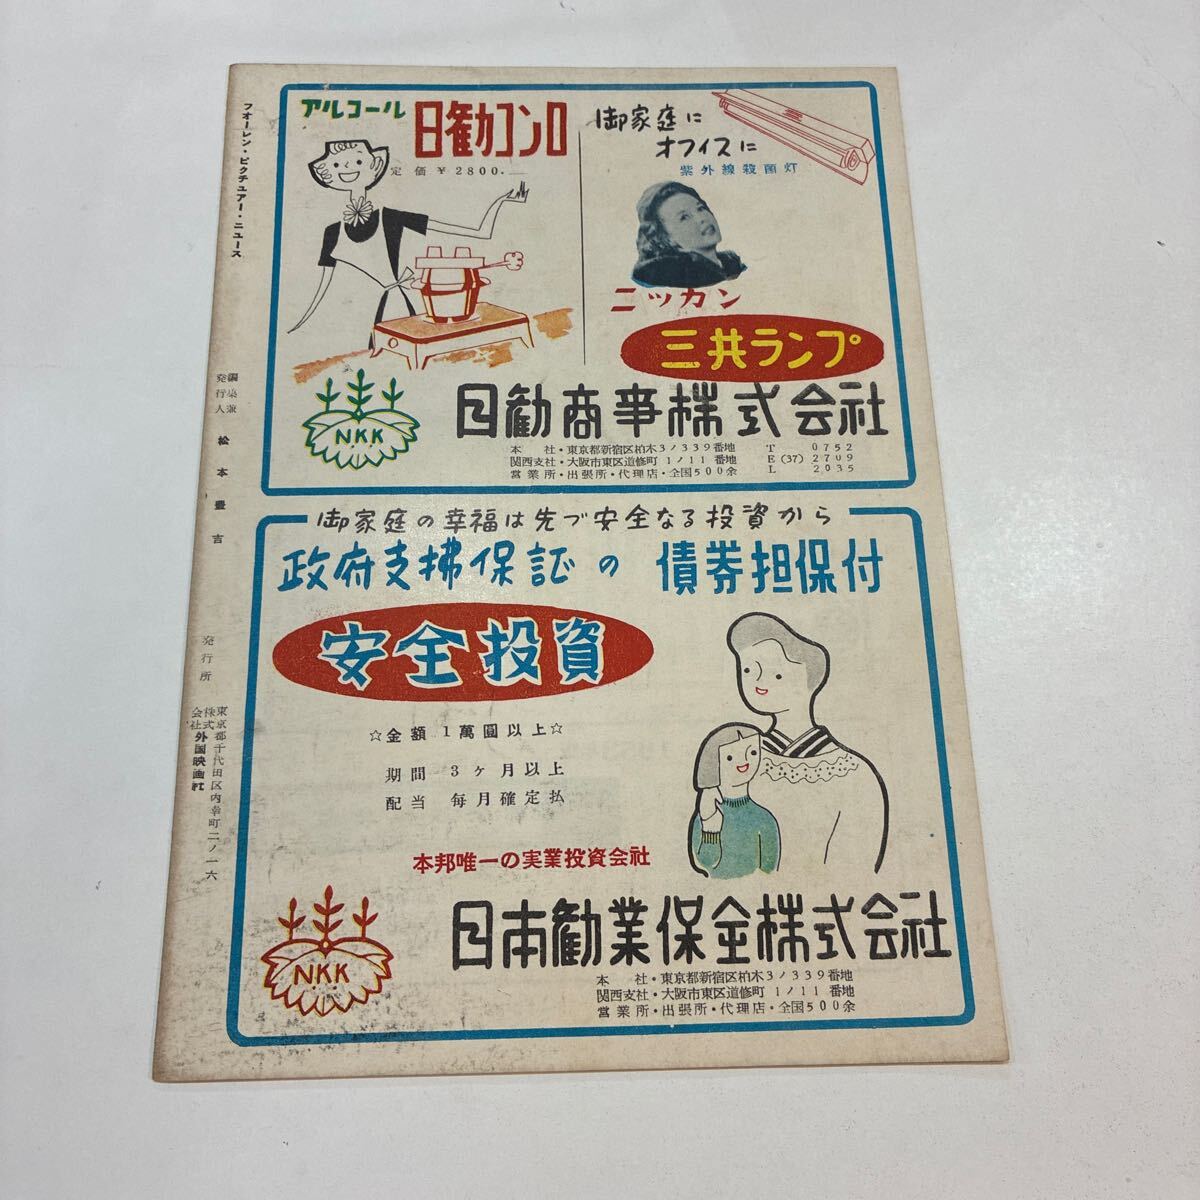 フオーレン・ピクチュアー・ニュース
編集兼
発行人 松本豊吉
発行所
東京都千代田区内幸町二ノ一六
株式
会社 外国映画社
アルコール
日勧コンロ
定価 ¥2800.
御家庭に
オフイスに
紫外線殺菌灯
ニッカン
三共ランプ
NKK
日勧商事株式会社
本社・東京都新宿区柏木3ノ339番地
関西支社・大阪市東区道修町1ノ11番地
営業所・出張所・代理店・全国500余
T 0752
E (37) 2709
L 2035
御家庭の幸福は先づ安全なる投資から
政府支拂保証の 債券担保付
安全投資
☆金額 1萬圓以上☆
期間 3ヶ月以上
配当 毎月確定払
本邦唯一の実業投資会社
NKK
日本勧業保全株式会社
本社・東京都新宿区柏木3ノ339番地
関西支社・大阪市東区道修町1ノ11番地
営業所・出張所・代理店・全国500余